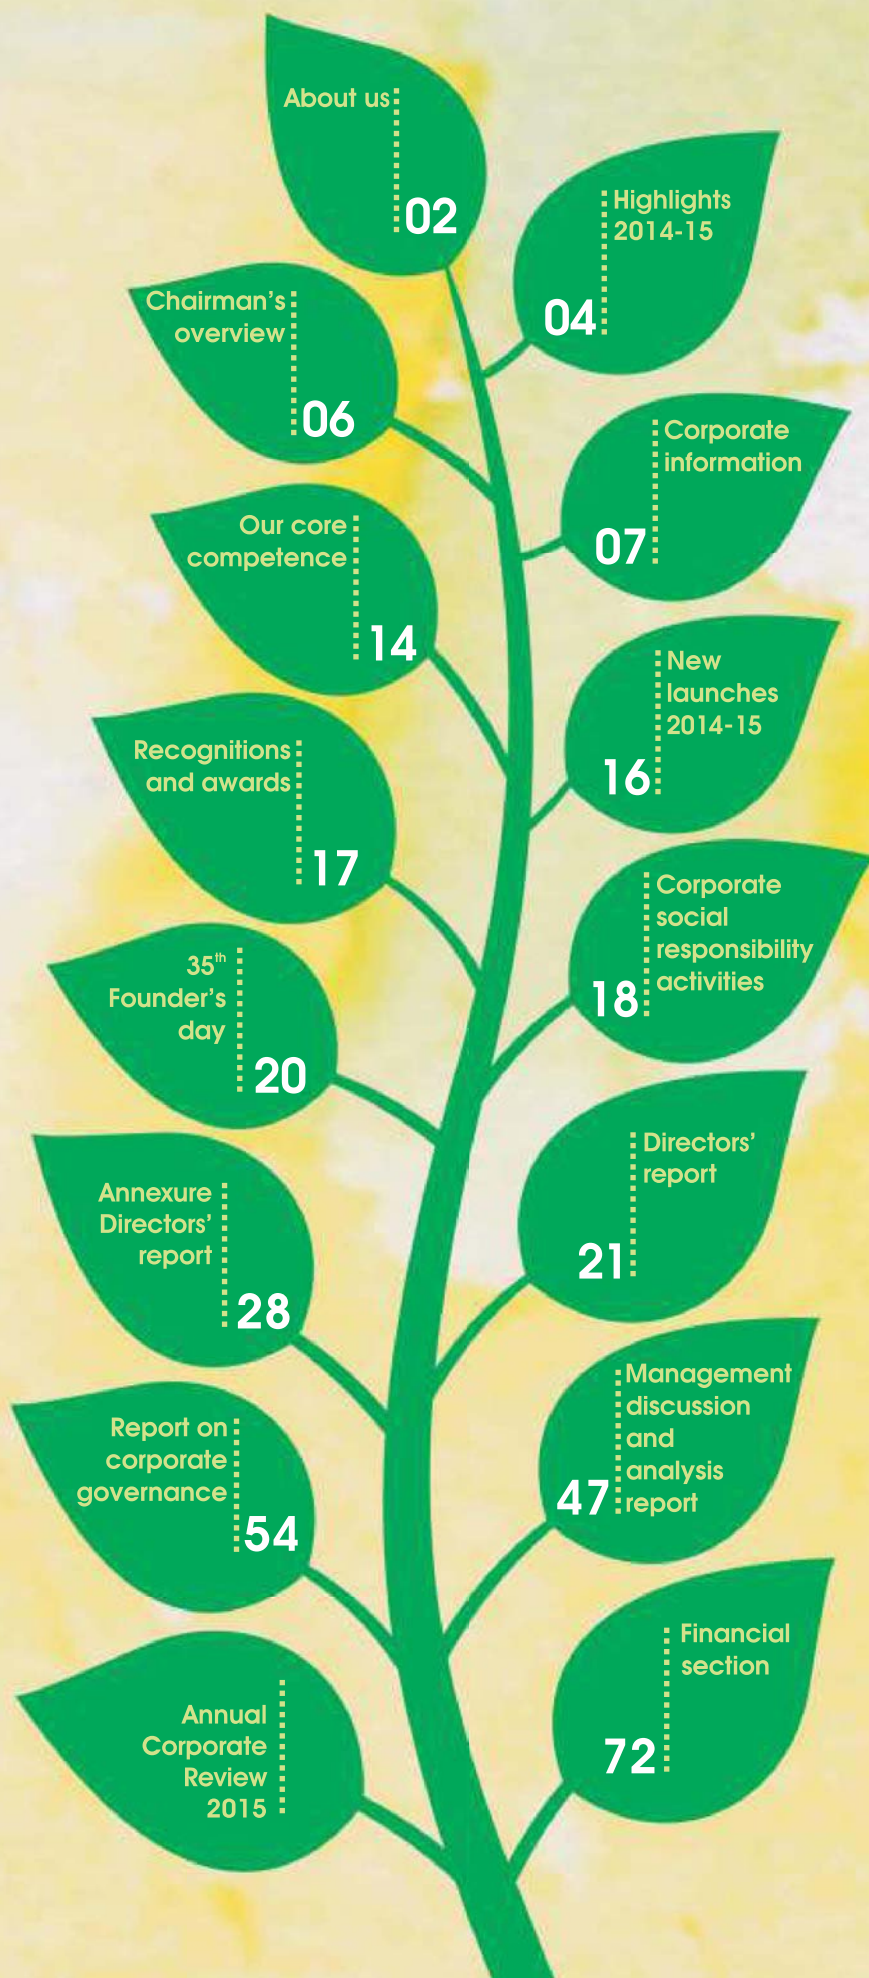 About us
02
Highlights
2014-15
04
Chairman's
overview
06
Corporate
information
07
Our core
competence
14
New
launches
2014-15
16
Recognitions
and awards
17
Corporate
social
responsibility
activities
18
35th
Founder's
day
20
Directors'
report
21
Annexure
Directors'
report
28
Management
discussion
and
analysis
report
47
Report on
corporate
governance
54
Financial
section
72
Annual
Corporate
Review
2015